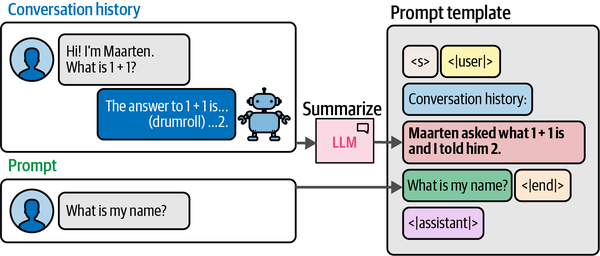 Conversation history
Hi! I'm Maarten.
What is 1 + 1?
The answer to 1 + 1 is...
(drumroll) ...2.
Prompt
What is my name?
Summarize
LLM
Prompt template
<s> <|user|>
Conversation history:
Maarten asked what 1 + 1 is
and I told him 2.
What is my name? <|end|>
<|assistant|>